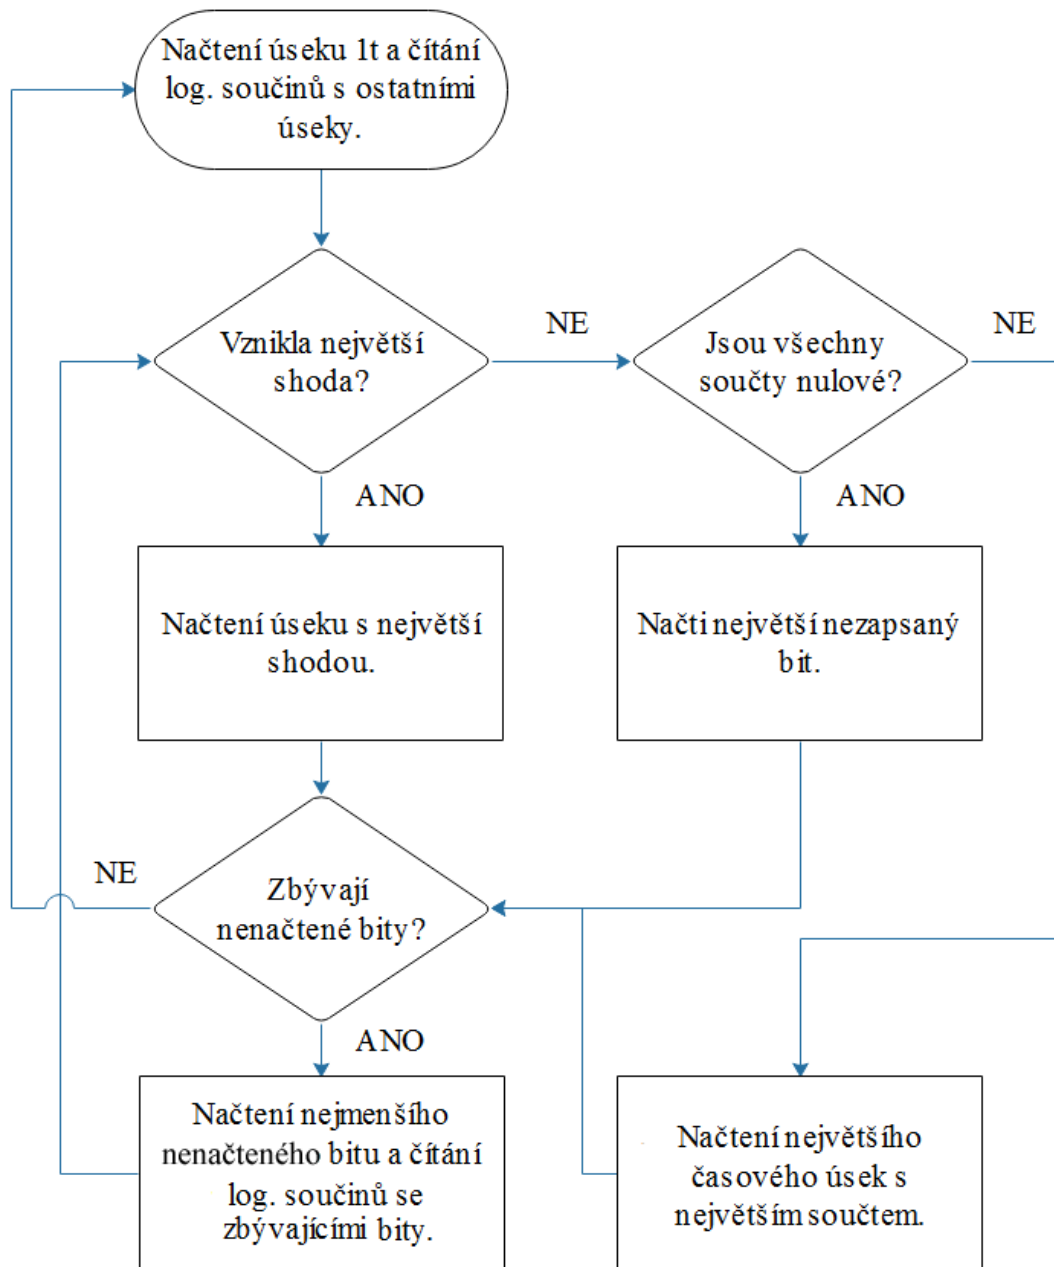 Načtení úseku 1t a čítání
log. součinů s ostatními
úseky.
Vznikla největší
shoda?
NE
Jsou všechny
součty nulové?
NE
ANO
ANO
Načtení úseku s největší
shodou.
Načti největší nezapsaný
bit.
NE
Zbývají
nenačtené bity?
ANO
Načtení nejmenšího
nenačteného bitu a čítání
log. součinů se
zbývajícími bity.
Načtení největšího
časového úsek s
největším součtem.